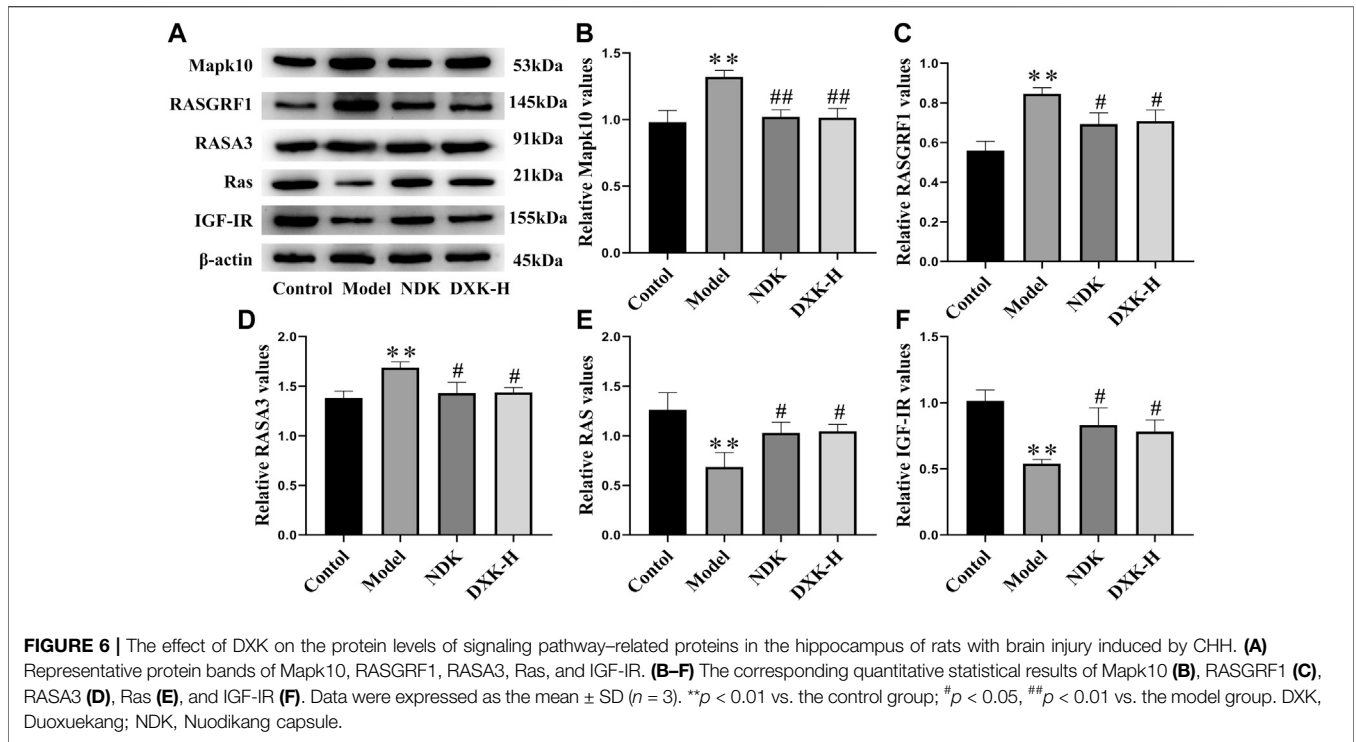 A
Mapk10
53kDa
RASGRF1
145kDa
RASA3
91kDa
Ras
21kDa
IGF-IR
155kDa
β-actin
45kDa
Control Model NDK DXK-H
B
Relative Mapk10 values
1.5
1.0
0.5
0.0
**
##
##
Contol
Model
NDK
DXK-H
C
Relative RASGRF1 values
1.0
0.8
0.6
0.4
0.2
0.0
**
#
#
Contol
Model
NDK
DXK-H
D
Relative RASA3 values
2.0
1.5
1.0
0.5
0.0
**
#
#
Contol
Model
NDK
DXK-H
E
Relative RAS values
2.0
1.5
1.0
0.5
0.0
**
#
#
Contol
Model
NDK
DXK-H
F
Relative IGF-IR values
1.5
1.0
0.5
0.0
**
#
#
Contol
Model
NDK
DXK-H
FIGURE 6 | The effect of DXK on the protein levels of signaling pathway–related proteins in the hippocampus of rats with brain injury induced by CHH. (A)
Representative protein bands of Mapk10, RASGRF1, RASA3, Ras, and IGF-IR. (B–F) The corresponding quantitative statistical results of Mapk10 (B), RASGRF1 (C),
RASA3 (D), Ras (E), and IGF-IR (F). Data were expressed as the mean ± SD (n = 3). **p < 0.01 vs. the control group; #p < 0.05, ##p < 0.01 vs. the model group. DXK,
Duoxuekang; NDK, Nuodikang capsule.